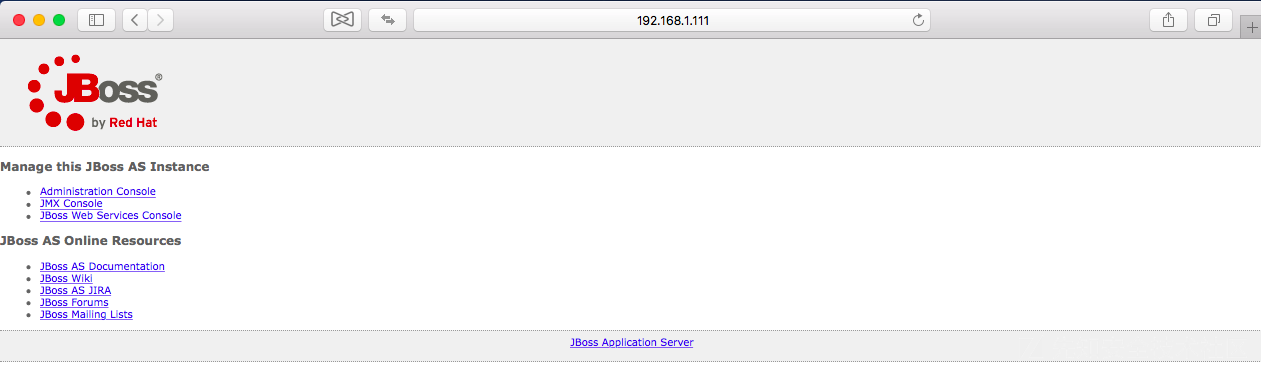 192.168.1.111
JBoss®
by Red Hat
Manage this JBoss AS Instance
Administration Console
JMX Console
JBoss Web Services Console
JBoss AS Online Resources
JBoss AS Documentation
JBoss Wiki
JBoss AS JIRA
JBoss Forums
JBoss Mailing Lists
JBoss Application Server